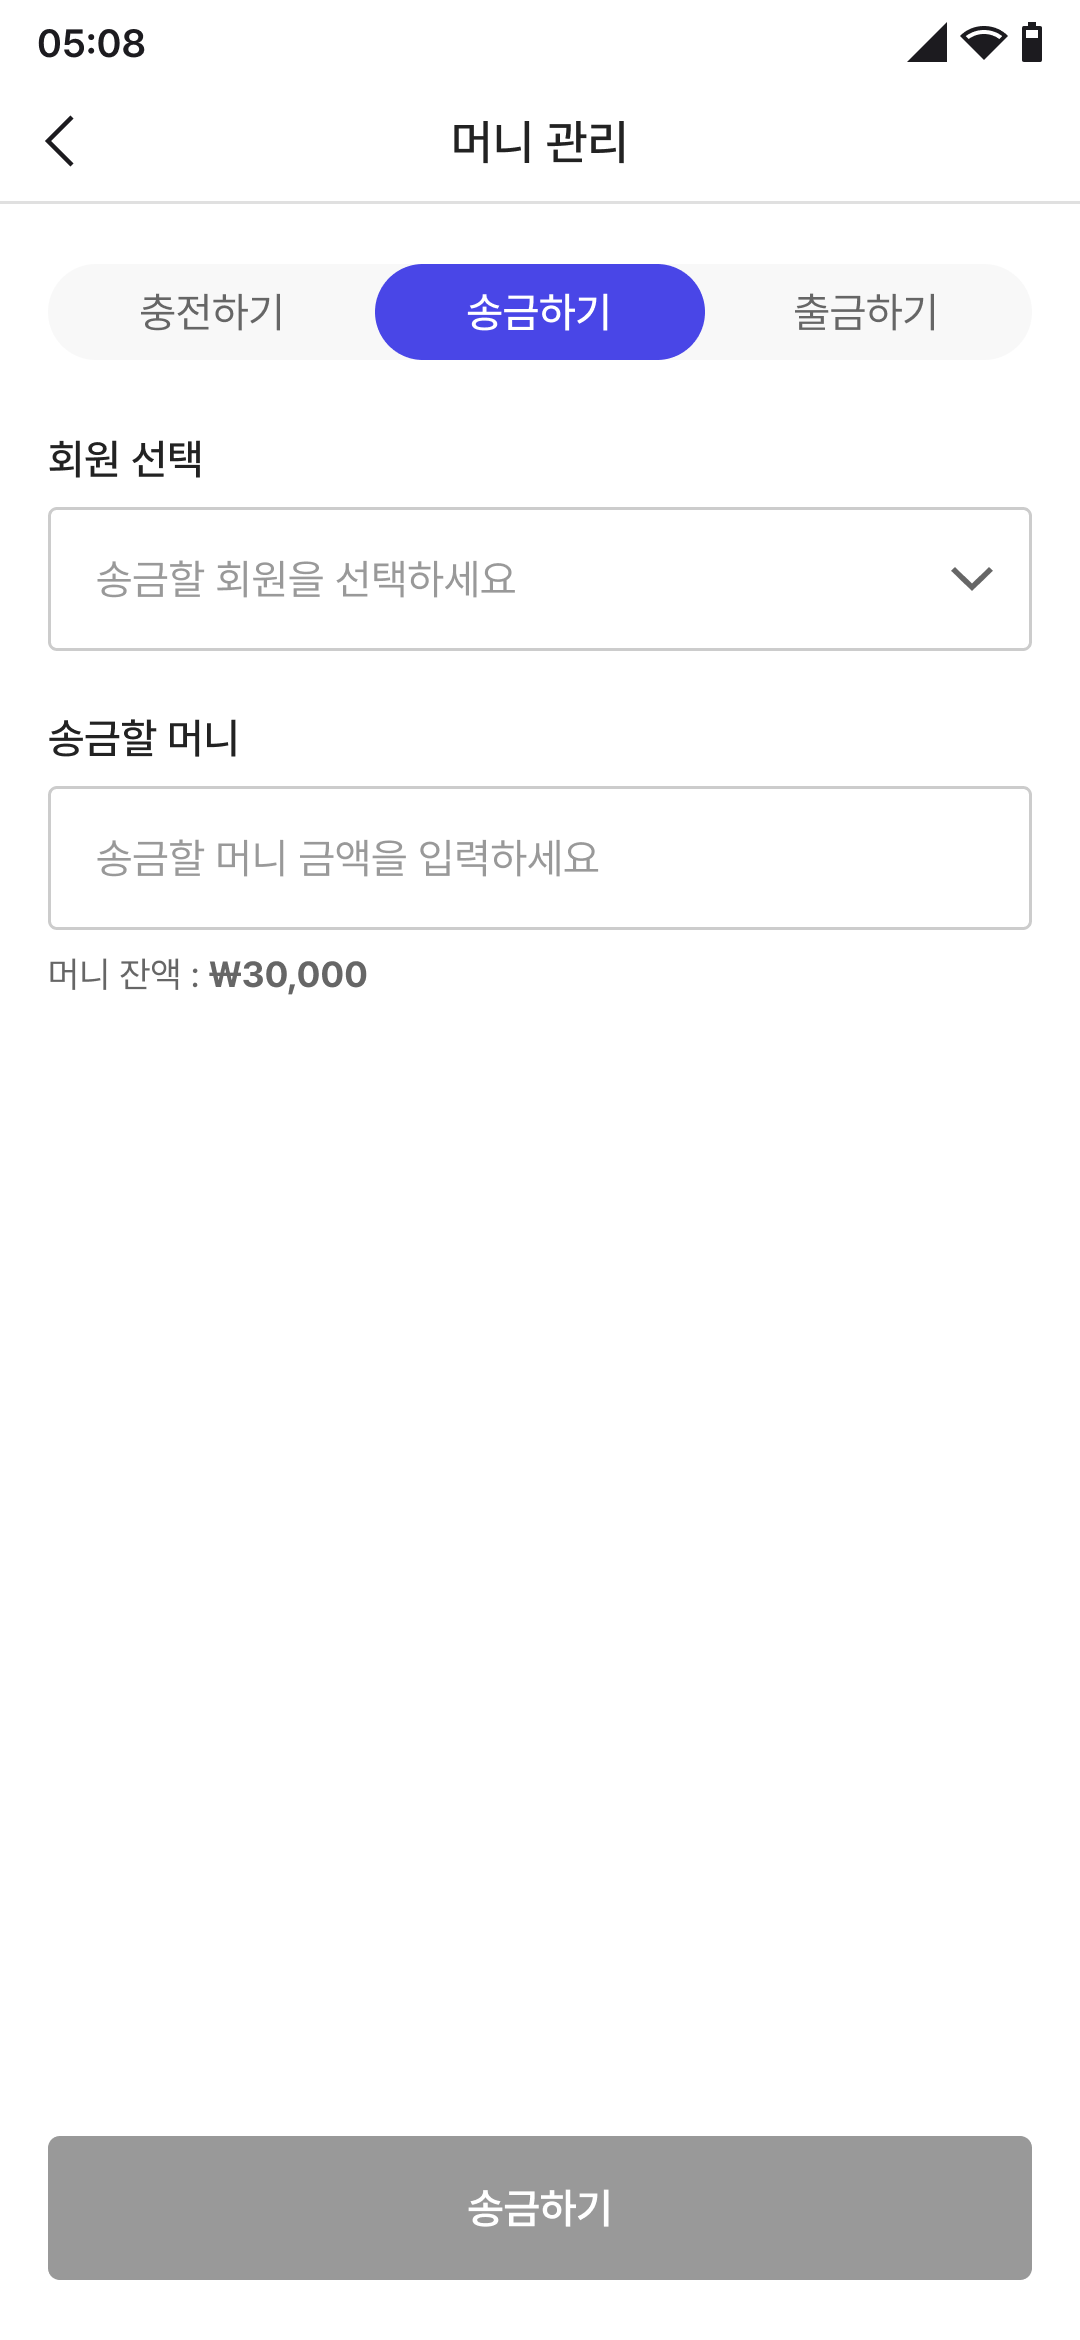 05:08
머니 관리
충전하기 송금하기 출금하기
회원 선택
송금할 회원을 선택하세요
송금할 머니
송금할 머니 금액을 입력하세요
머니 잔액 : ₩30,000
송금하기